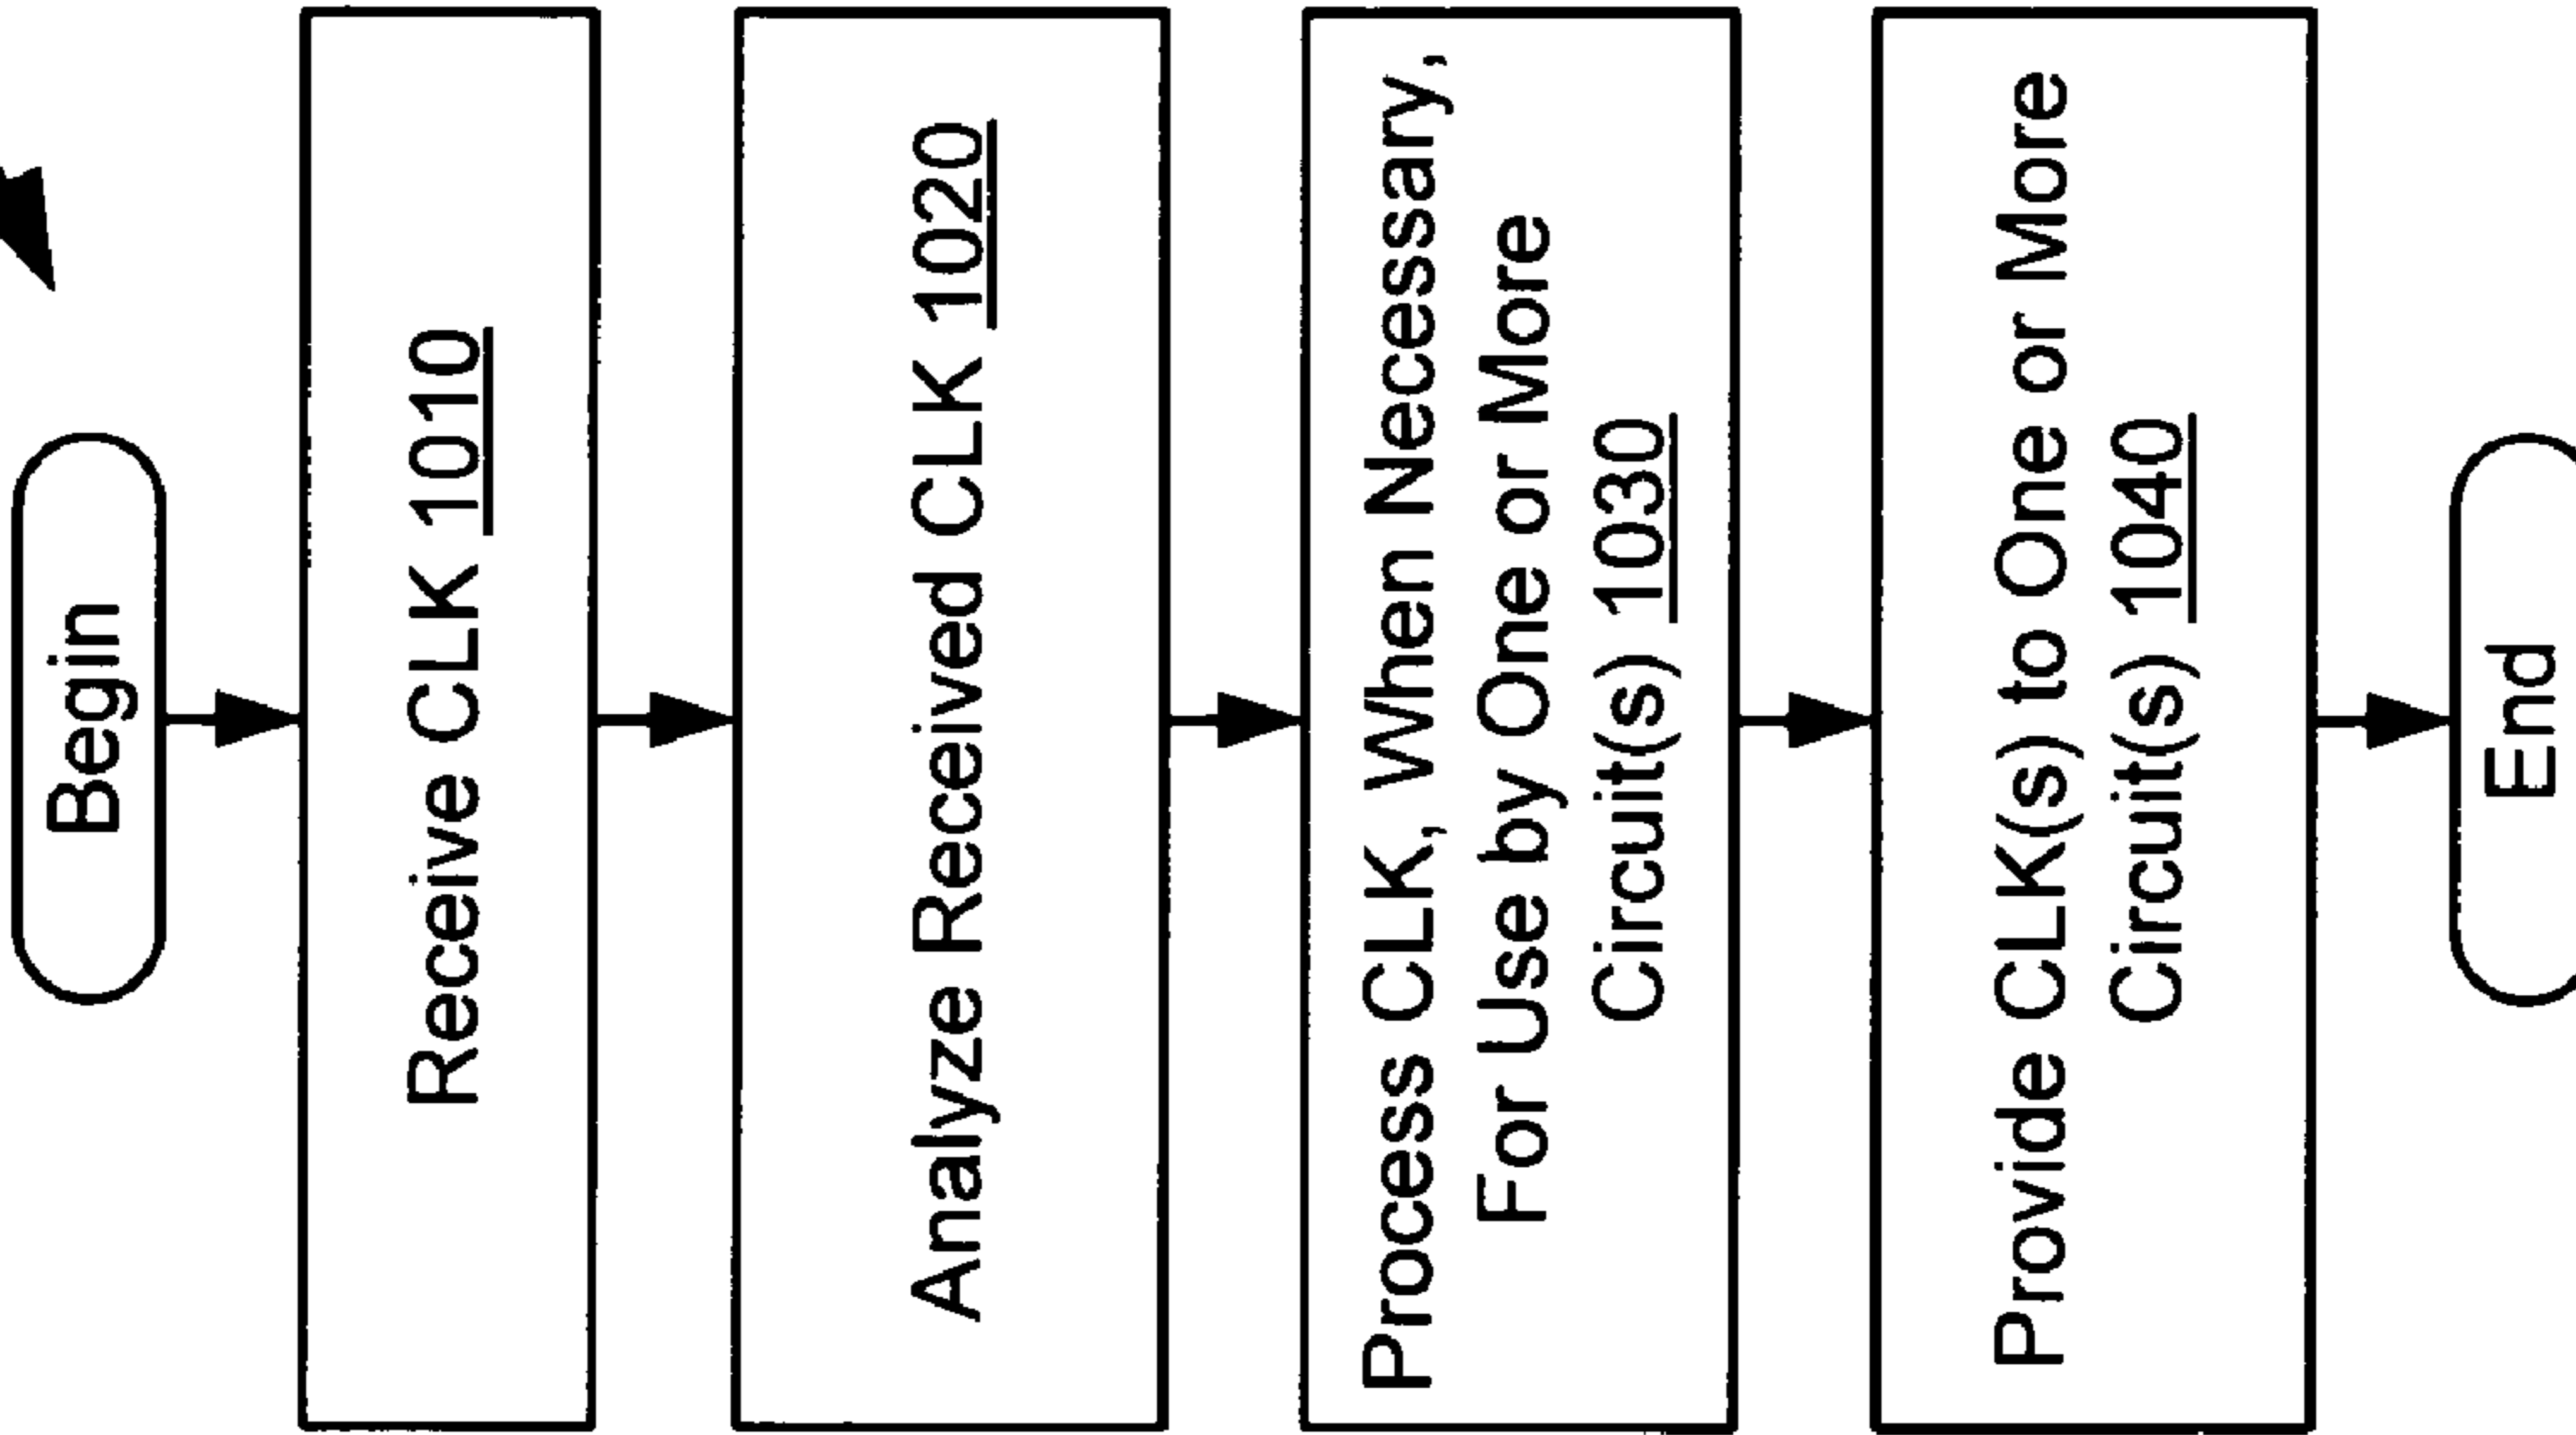 Begin
Receive CLK 1010
Analyze Received CLK 1020
Process CLK, When Necessary,
For Use by One or More
Circuit(s) 1030
Provide CLK(s) to One or More
Circuit(s) 1040
End